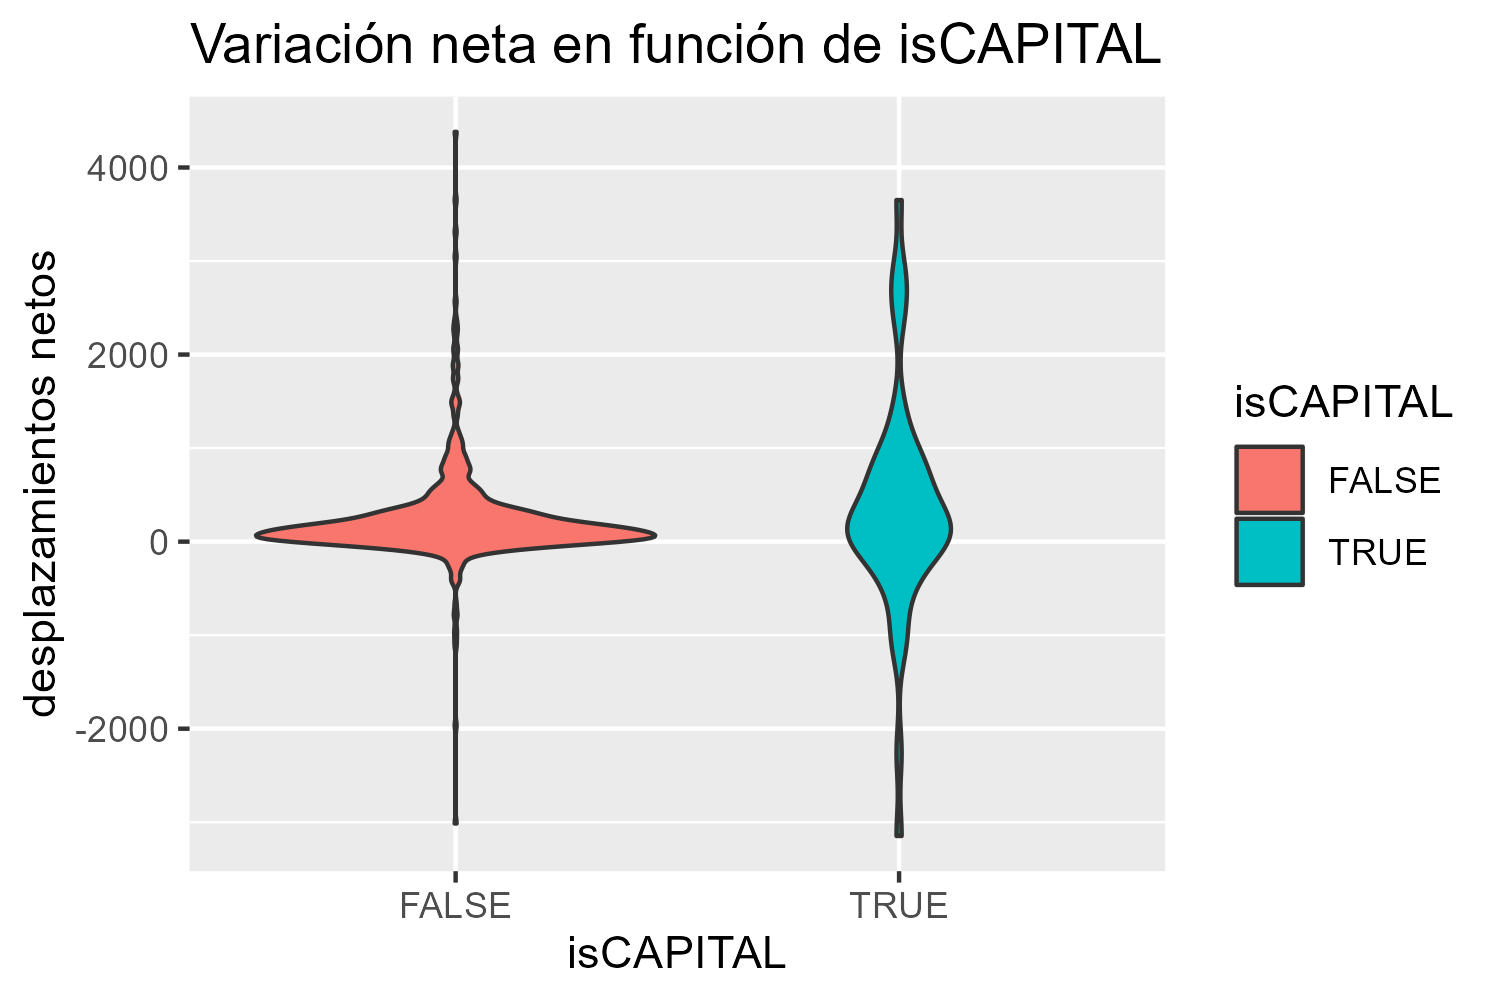 Variación neta en función de isCAPITAL
desplazamientos netos
4000
2000
0
-2000
FALSE
TRUE
isCAPITAL
isCAPITAL
FALSE
TRUE